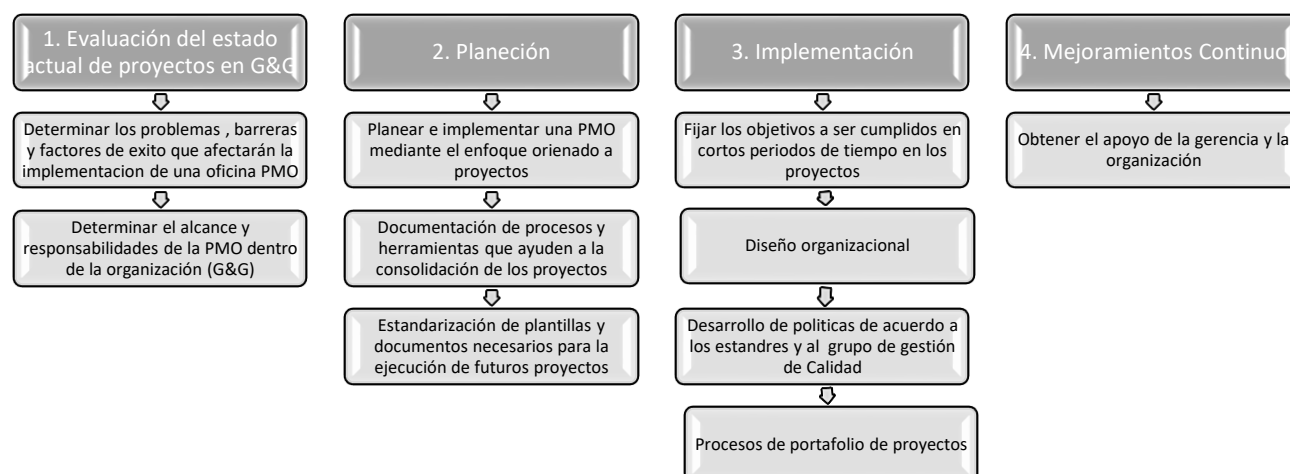 1. Evaluación del estado
actual de proyectos en G&G
Determinar los problemas , barreras
y factores de exito que afectarán la
implementacion de una oficina PMO
Determinar el alcance y
responsabilidades de la PMO dentro
de la organización (G&G)
2. Planeción
Planear e implementar una PMO
mediante el enfoque orienado a
proyectos
Documentación de procesos y
herramientas que ayuden a la
consolidación de los proyectos
Estandarización de plantillas y
documentos necesarios para la
ejecución de futuros proyectos
3. Implementación
Fijar los objetivos a ser cumplidos en
cortos periodos de tiempo en los
proyectos
Diseño organizacional
Desarrollo de politicas de acuerdo a
los estandres y al grupo de gestión
de Calidad
Procesos de portafolio de proyectos
4. Mejoramientos Continuo
Obtener el apoyo de la gerencia y la
organización